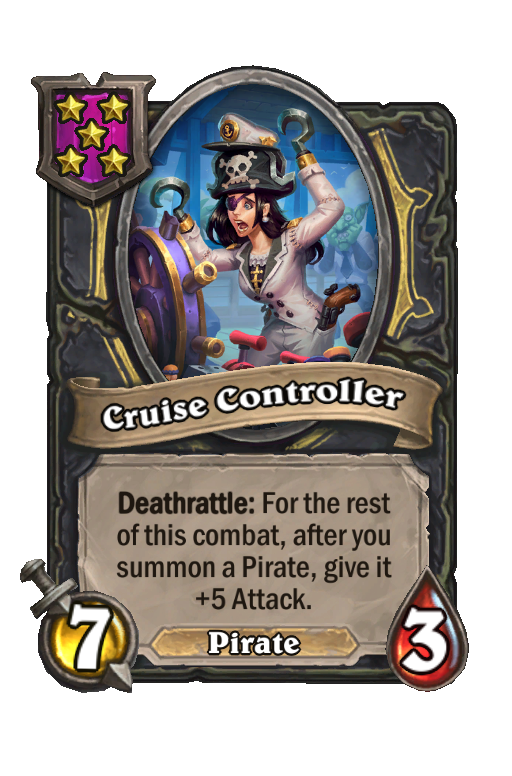 Cruise Controller
Deathrattle: For the rest
of this combat, after you
summon a Pirate, give it
+5 Attack.
7
Pirate
3